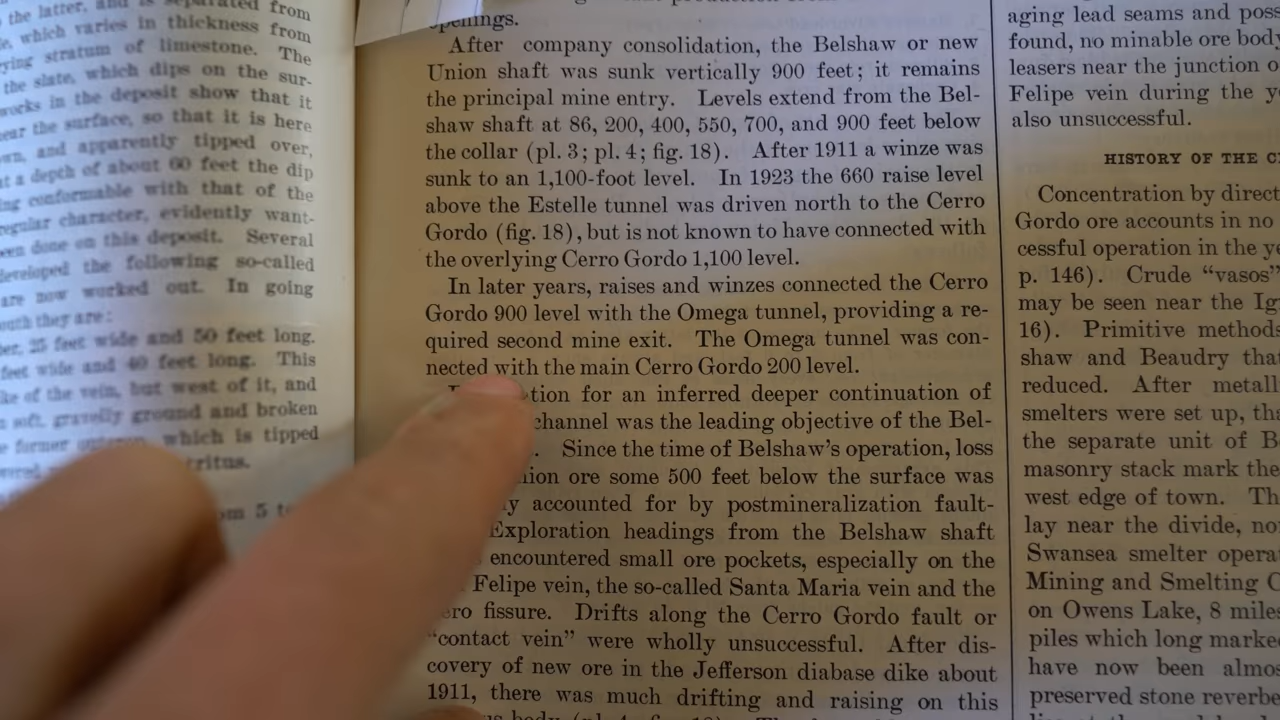 the latter, and is separated from
which varies in thickness from
rying stratum of limestone. The
the slate, which dips on the sur-
works in the deposit show that it
near the surface, so that it is here
and apparently tipped over,
at a depth of about 60 feet the dip
ing conformable with that of the
regular character, evidently want-
been done on this deposit. Several
developed the following so-called
are now worked out. In going
they are:
25 feet wide and 50 feet long.
feet wide and 40 feet long. This
of the vein, but west of it, and
soft, gravelly ground and broken
former which is tipped
openings.
After company consolidation, the Belshaw or new
Union shaft was sunk vertically 900 feet; it remains
the principal mine entry. Levels extend from the Bel-
shaw shaft at 86, 200, 400, 550, 700, and 900 feet below
the collar (pl. 3; pl. 4; fig. 18). After 1911 a winze was
sunk to an 1,100-foot level. In 1923 the 660 raise level
above the Estelle tunnel was driven north to the Cerro
Gordo (fig. 18), but is not known to have connected with
the overlying Cerro Gordo 1,100 level.
In later years, raises and winzes connected the Cerro
Gordo 900 level with the Omega tunnel, providing a re-
quired second mine exit. The Omega tunnel was con-
nected with the main Cerro Gordo 200 level.
tion for an inferred deeper continuation of
channel was the leading objective of the Bel-
. Since the time of Belshaw's operation, loss
ion ore some 500 feet below the surface was
y accounted for by postmineralization fault-
Exploration headings from the Belshaw shaft
encountered small ore pockets, especially on the
Felipe vein, the so-called Santa Maria vein and the
ero fissure. Drifts along the Cerro Gordo fault or
"contact vein" were wholly unsuccessful. After dis-
covery of new ore in the Jefferson diabase dike about
1911, there was much drifting and raising on this
aging lead seams and poss
found, no minable ore body
leasers near the junction o
Felipe vein during the ye
also unsuccessful.
HISTORY OF THE C
Concentration by direct
Gordo ore accounts in no
cessful operation in the ye
p. 146). Crude "vasos"
may be seen near the Ig
16). Primitive methods
shaw and Beaudry tha
reduced. After metall
smelters were set up, tha
the separate unit of B
masonry stack mark the
west edge of town. Th
lay near the divide, no
Swansea smelter opera
Mining and Smelting C
on Owens Lake, 8 miles
piles which long marke
have now been almos
preserved stone reverbe